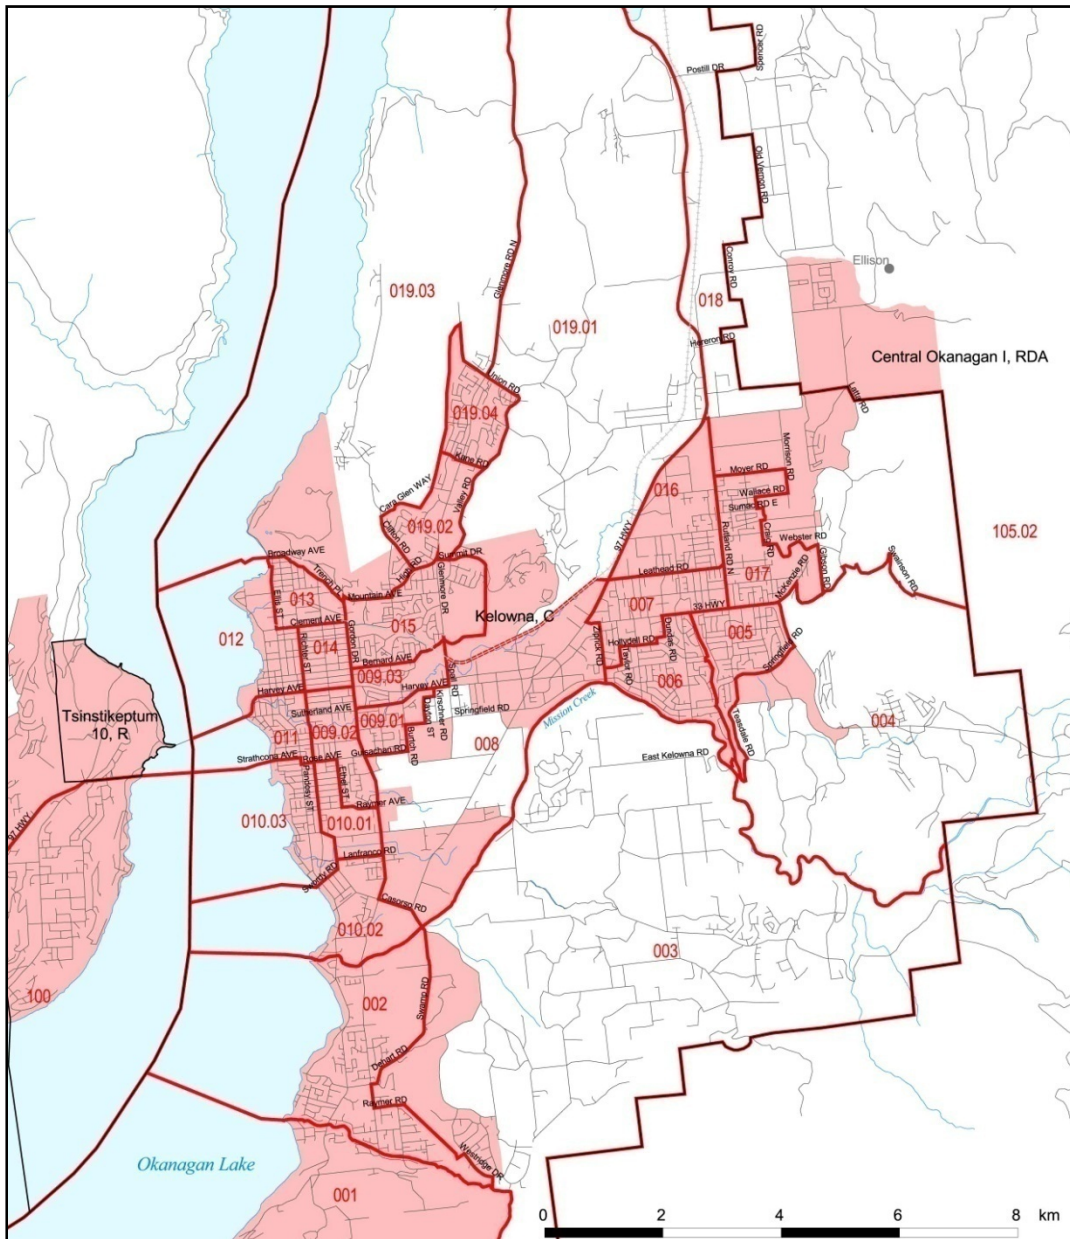 Spencer RD
Postill DR
Old Vernon RD
Ellison
Conroy RD
Glenmore RD N
019.03
018
019.01
Hereron RD
Central Okanagan I, RDA
Union RD
Latta RD
019.04
Kane RD
Morrison RD
Moyer RD
Cara Glen WAY
Valley RD
016
Wallace RD
Sumac RD E
019.02
Clifton RD
97 HWY
Rutland RD N
Craig RD
Webster RD
105.02
Broadway AVE
Summit DR
High RD
Gibson RD
Swainson RD
Leathead RD
017
McKenzie RD
Trench PL
Glenmore DR
Ellis ST
013
Mountain AVE
39 HWY
007
012
Clement AVE
015
Kelowna, C
Ziprick RD
Hollydell RD
Dundas RD
005
014
Gordon DR
Richter ST
Taylor RD
Springfield RD
Bernard AVE
009.03
Spall RD
006
Harvey AVE
Harvey AVE
Kirschner RD
Tsinstikeptum
10, R
Sutherland AVE
Dayton ST
Springfield RD
Mission Creek
Teasdale RD
004
011
009.02
009.01
Burtch RD
008
Strathcona AVE
Rose AVE
Guisachan RD
East Kelowna RD
Pandosy ST
Ethel ST
Raymer AVE
97 HWY
010.03
010.01
Lanfranco RD
Swordy RD
Casorso RD
010.02
003
100
002
Swamp RD
Dehart RD
Raymer RD
Okanagan Lake
Westridge DR
001
0 2 4 6 8 km